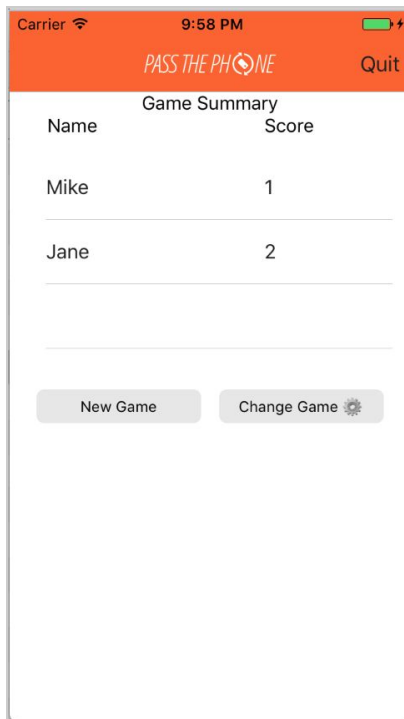 Carrier 9:58 PM
PASS THE PHONE Quit
Game Summary
Name Score
Mike 1
Jane 2
New Game Change Game